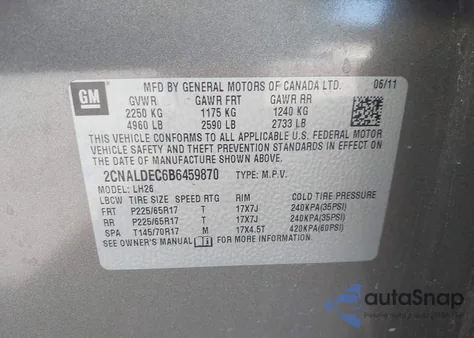 GM
MFD BY GENERAL MOTORS OF CANADA LTD. 06/11
GVWR GAWR FRT GAWR RR
2250 KG 1175 KG 1240 KG
4960 LB 2590 LB 2733 LB
THIS VEHICLE CONFORMS TO ALL APPLICABLE U.S. FEDERAL MOTOR
VEHICLE SAFETY AND THEFT PREVENTION STANDARDS IN EFFECT ON
THE DATE OF MANUFACTURE SHOWN ABOVE.
2CNALDEC6B6459870 TYPE: M.P.V.
MODEL: LH26
LBCW TIRE SIZE SPEED RTG RIM COLD TIRE PRESSURE
FRT P225/65R17 T 17X7J 240KPA(35PSI)
RR P225/65R17 T 17X7J 240KPA(35PSI)
SPA T145/70R17 M 17X4.5T 420KPA(60PSI)
SEE OWNER'S MANUAL FOR MORE INFORMATION
autoSnap